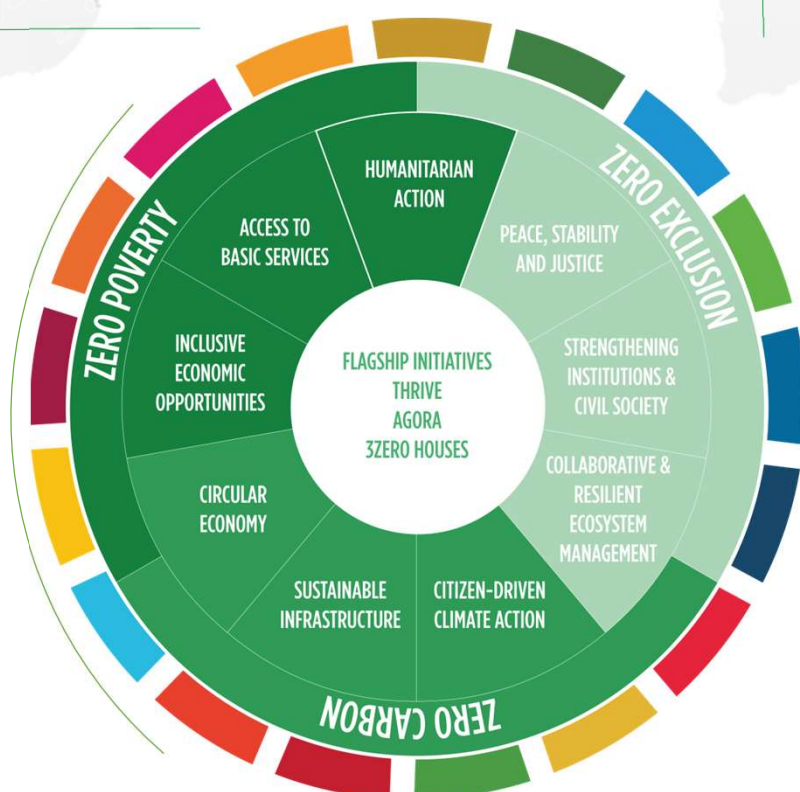 ZERO POVERTY
ZERO EXCLUSION
ZERO CARBON
HUMANITARIAN
ACTION
PEACE, STABILITY
AND JUSTICE
STRENGTHENING
INSTITUTIONS &
CIVIL SOCIETY
COLLABORATIVE &
RESILIENT
ECOSYSTEM
MANAGEMENT
CITIZEN-DRIVEN
CLIMATE ACTION
SUSTAINABLE
INFRASTRUCTURE
CIRCULAR
ECONOMY
INCLUSIVE
ECONOMIC
OPPORTUNITIES
ACCESS TO
BASIC SERVICES
FLAGSHIP INITIATIVES
THRIVE
AGORA
3ZERO HOUSES